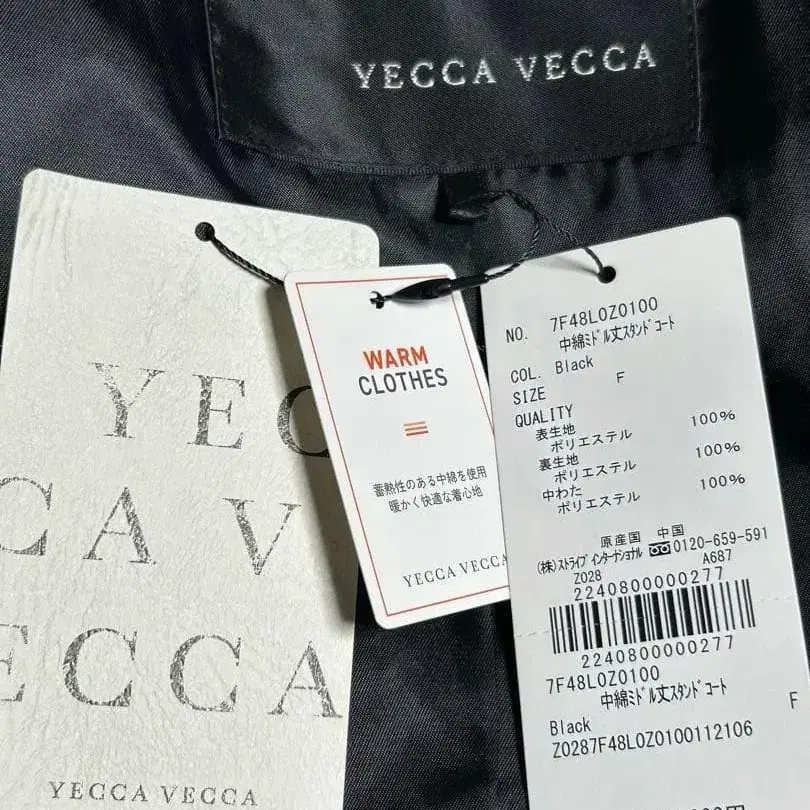 YECCA VECCA
YEC
CA V
ECCA
YECCA VECCA
WARM
CLOTHES
蓄熱性のある中綿を使用
暖かく快適な着心地
YECCA VECCA
NO. 7F48L0Z0100
中綿ﾐﾄﾞﾙ丈ｽﾀﾝﾄﾞｺｰﾄ
COL. Black
SIZE F
QUALITY
表生地
ポリエステル 100%
裏生地
ポリエステル 100%
中わた
ポリエステル 100%
原産国 中国
(株)ｽﾄﾗｲﾌﾟ ｲﾝﾀｰﾅｼｮﾅﾙ 0120-659-591
Z028 A687
2240800000277
2240800000277
7F48L0Z0100
中綿ﾐﾄﾞﾙ丈ｽﾀﾝﾄﾞｺｰﾄ
Black F
Z0287F48L0Z0100112106